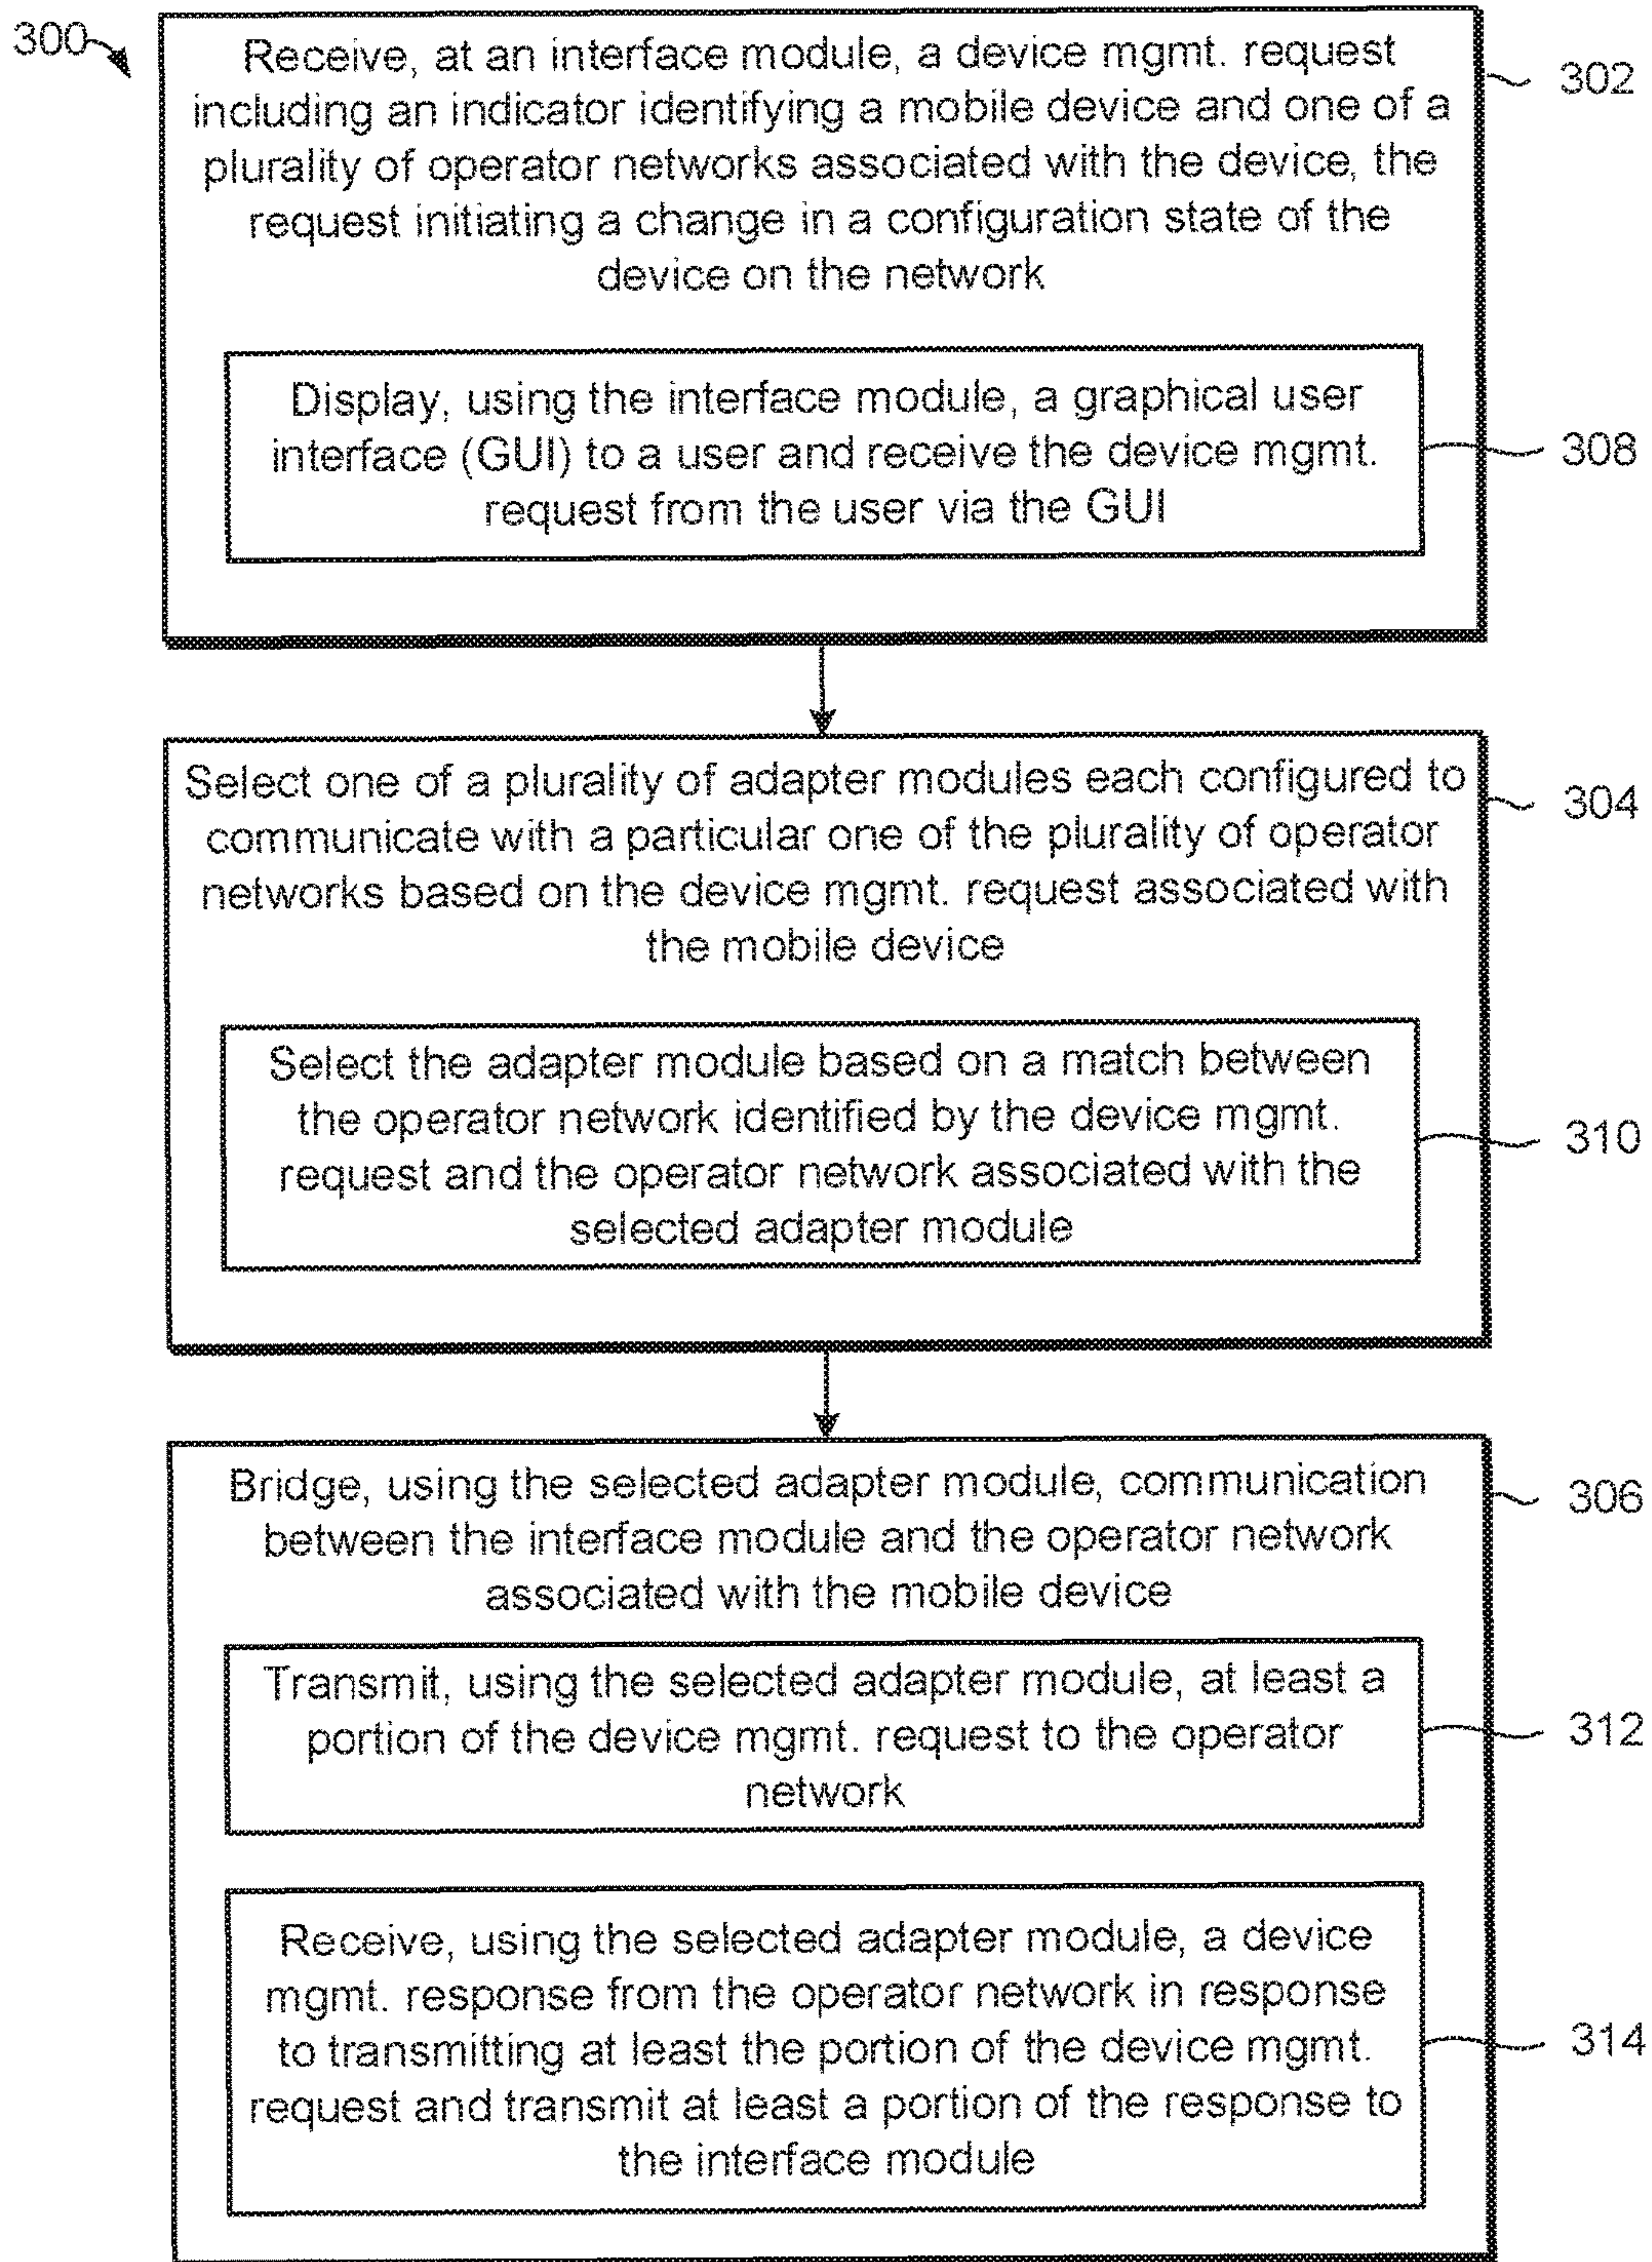 300
Receive, at an interface module, a device mgmt. request
302
including an indicator identifying a mobile device and one of a
plurality of operator networks associated with the device, the
request initiating a change in a configuration state of the
device on the network
Display, using the interface module, a graphical user
interface (GUI) to a user and receive the device mgmt.
308
request from the user via the GUI
Select one of a plurality of adapter modules each configured to
304
communicate with a particular one of the plurality of operator
networks based on the device mgmt. request associated with
the mobile device
Select the adapter module based on a match between
the operator network identified by the device mgmt.
310
request and the operator network associated with the
selected adapter module
Bridge, using the selected adapter module, communication
306
between the interface module and the operator network
associated with the mobile device
Transmit, using the selected adapter module, at least a
portion of the device mgmt. request to the operator
312
network
Receive, using the selected adapter module, a device
mgmt. response from the operator network in response
to transmitting at least the portion of the device mgmt.
314
request and transmit at least a portion of the response to
the interface module